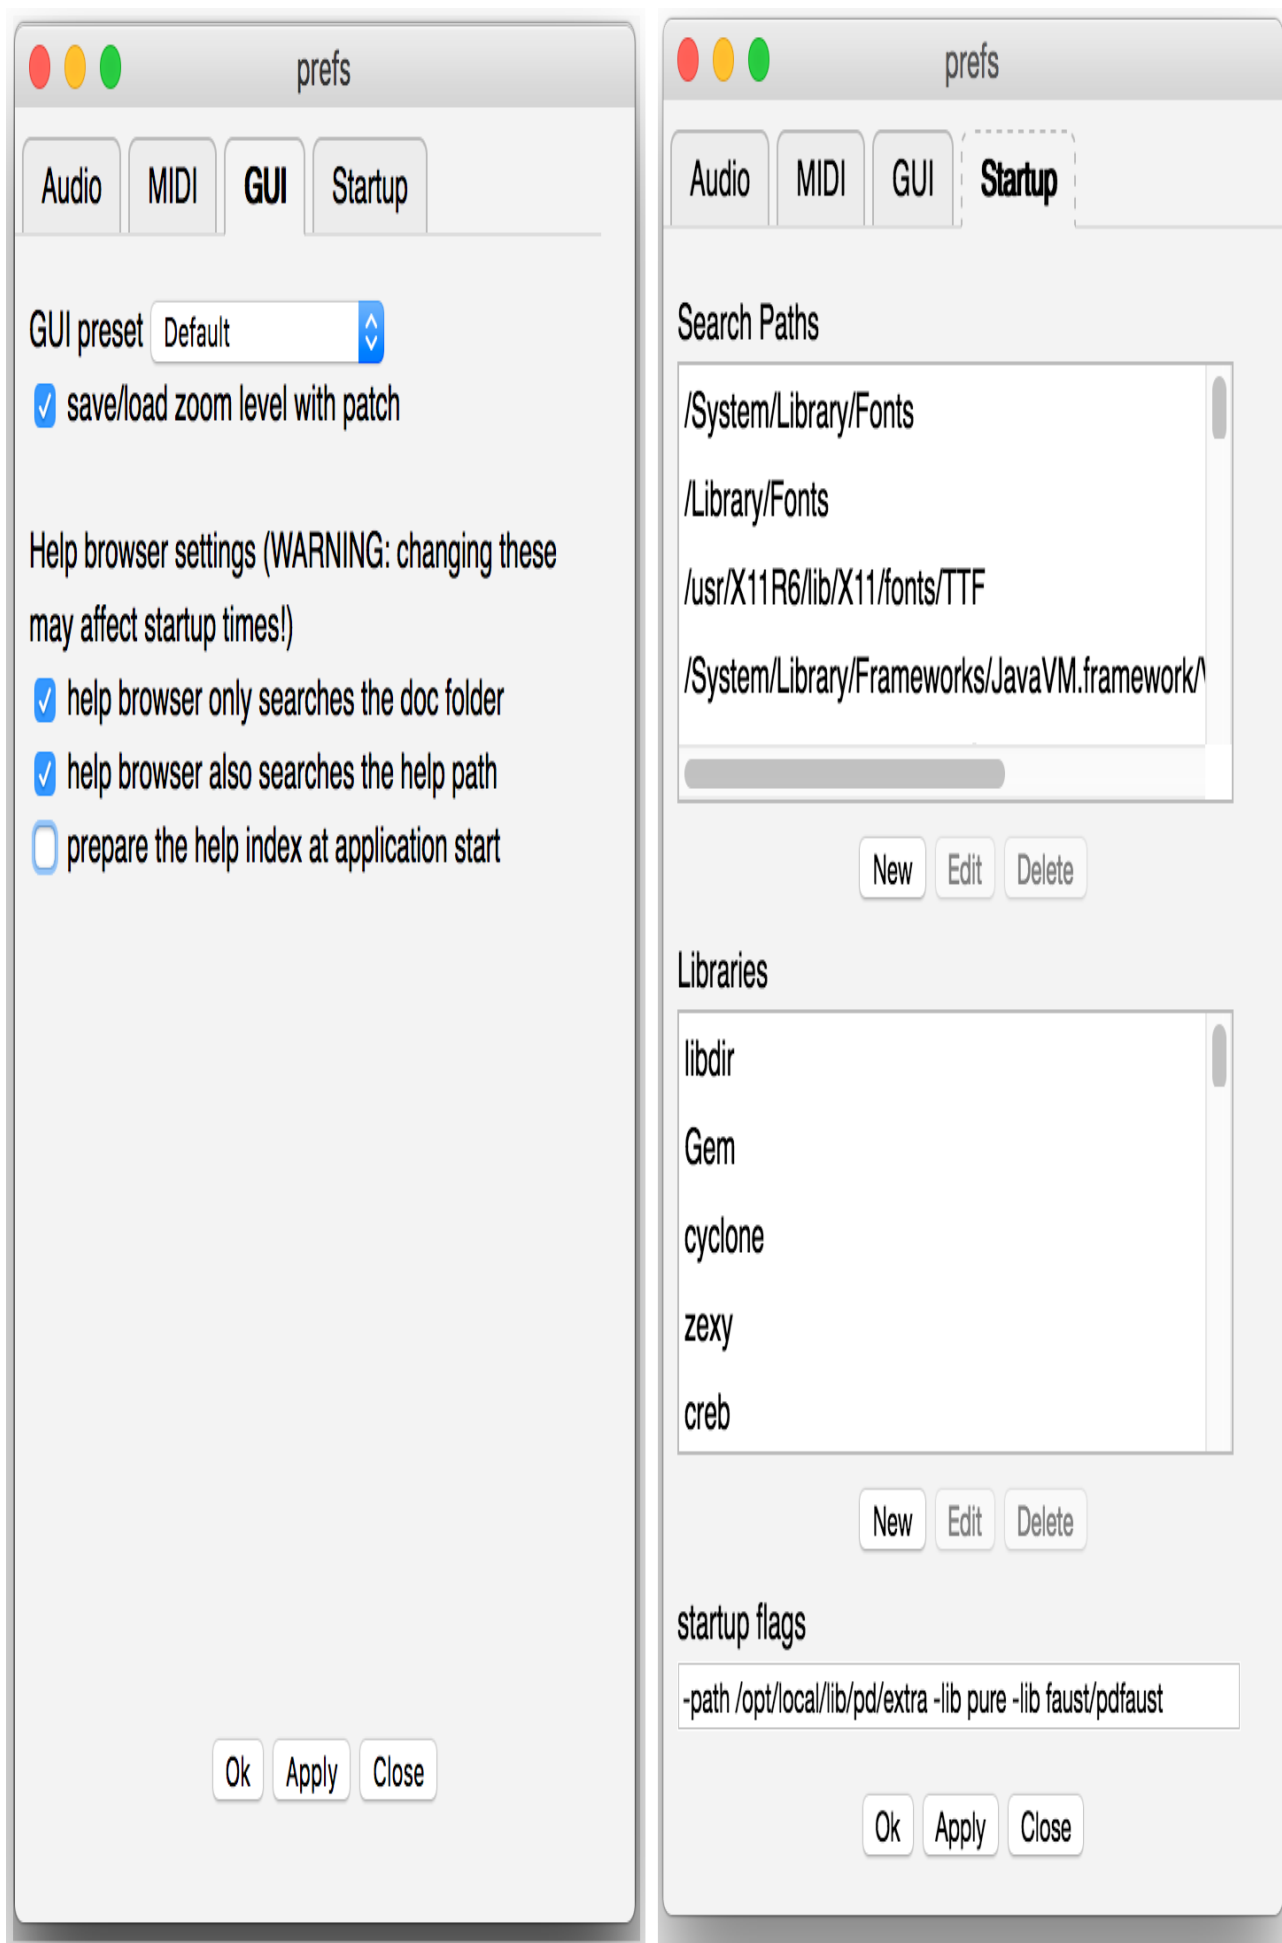 prefs
Audio MIDI GUI Startup
GUI preset Default
save/load zoom level with patch
Help browser settings (WARNING: changing these
may affect startup times!)
help browser only searches the doc folder
help browser also searches the help path
prepare the help index at application start
Ok Apply Close
prefs
Audio MIDI GUI Startup
Search Paths
/System/Library/Fonts
/Library/Fonts
/usr/X11R6/lib/X11/fonts/TTF
/System/Library/Frameworks/JavaVM.framework/
New Edit Delete
Libraries
libdir
Gem
cyclone
zexy
creb
New Edit Delete
startup flags
-path /opt/local/lib/pd/extra -lib pure -lib faust/pdfaust
Ok Apply Close